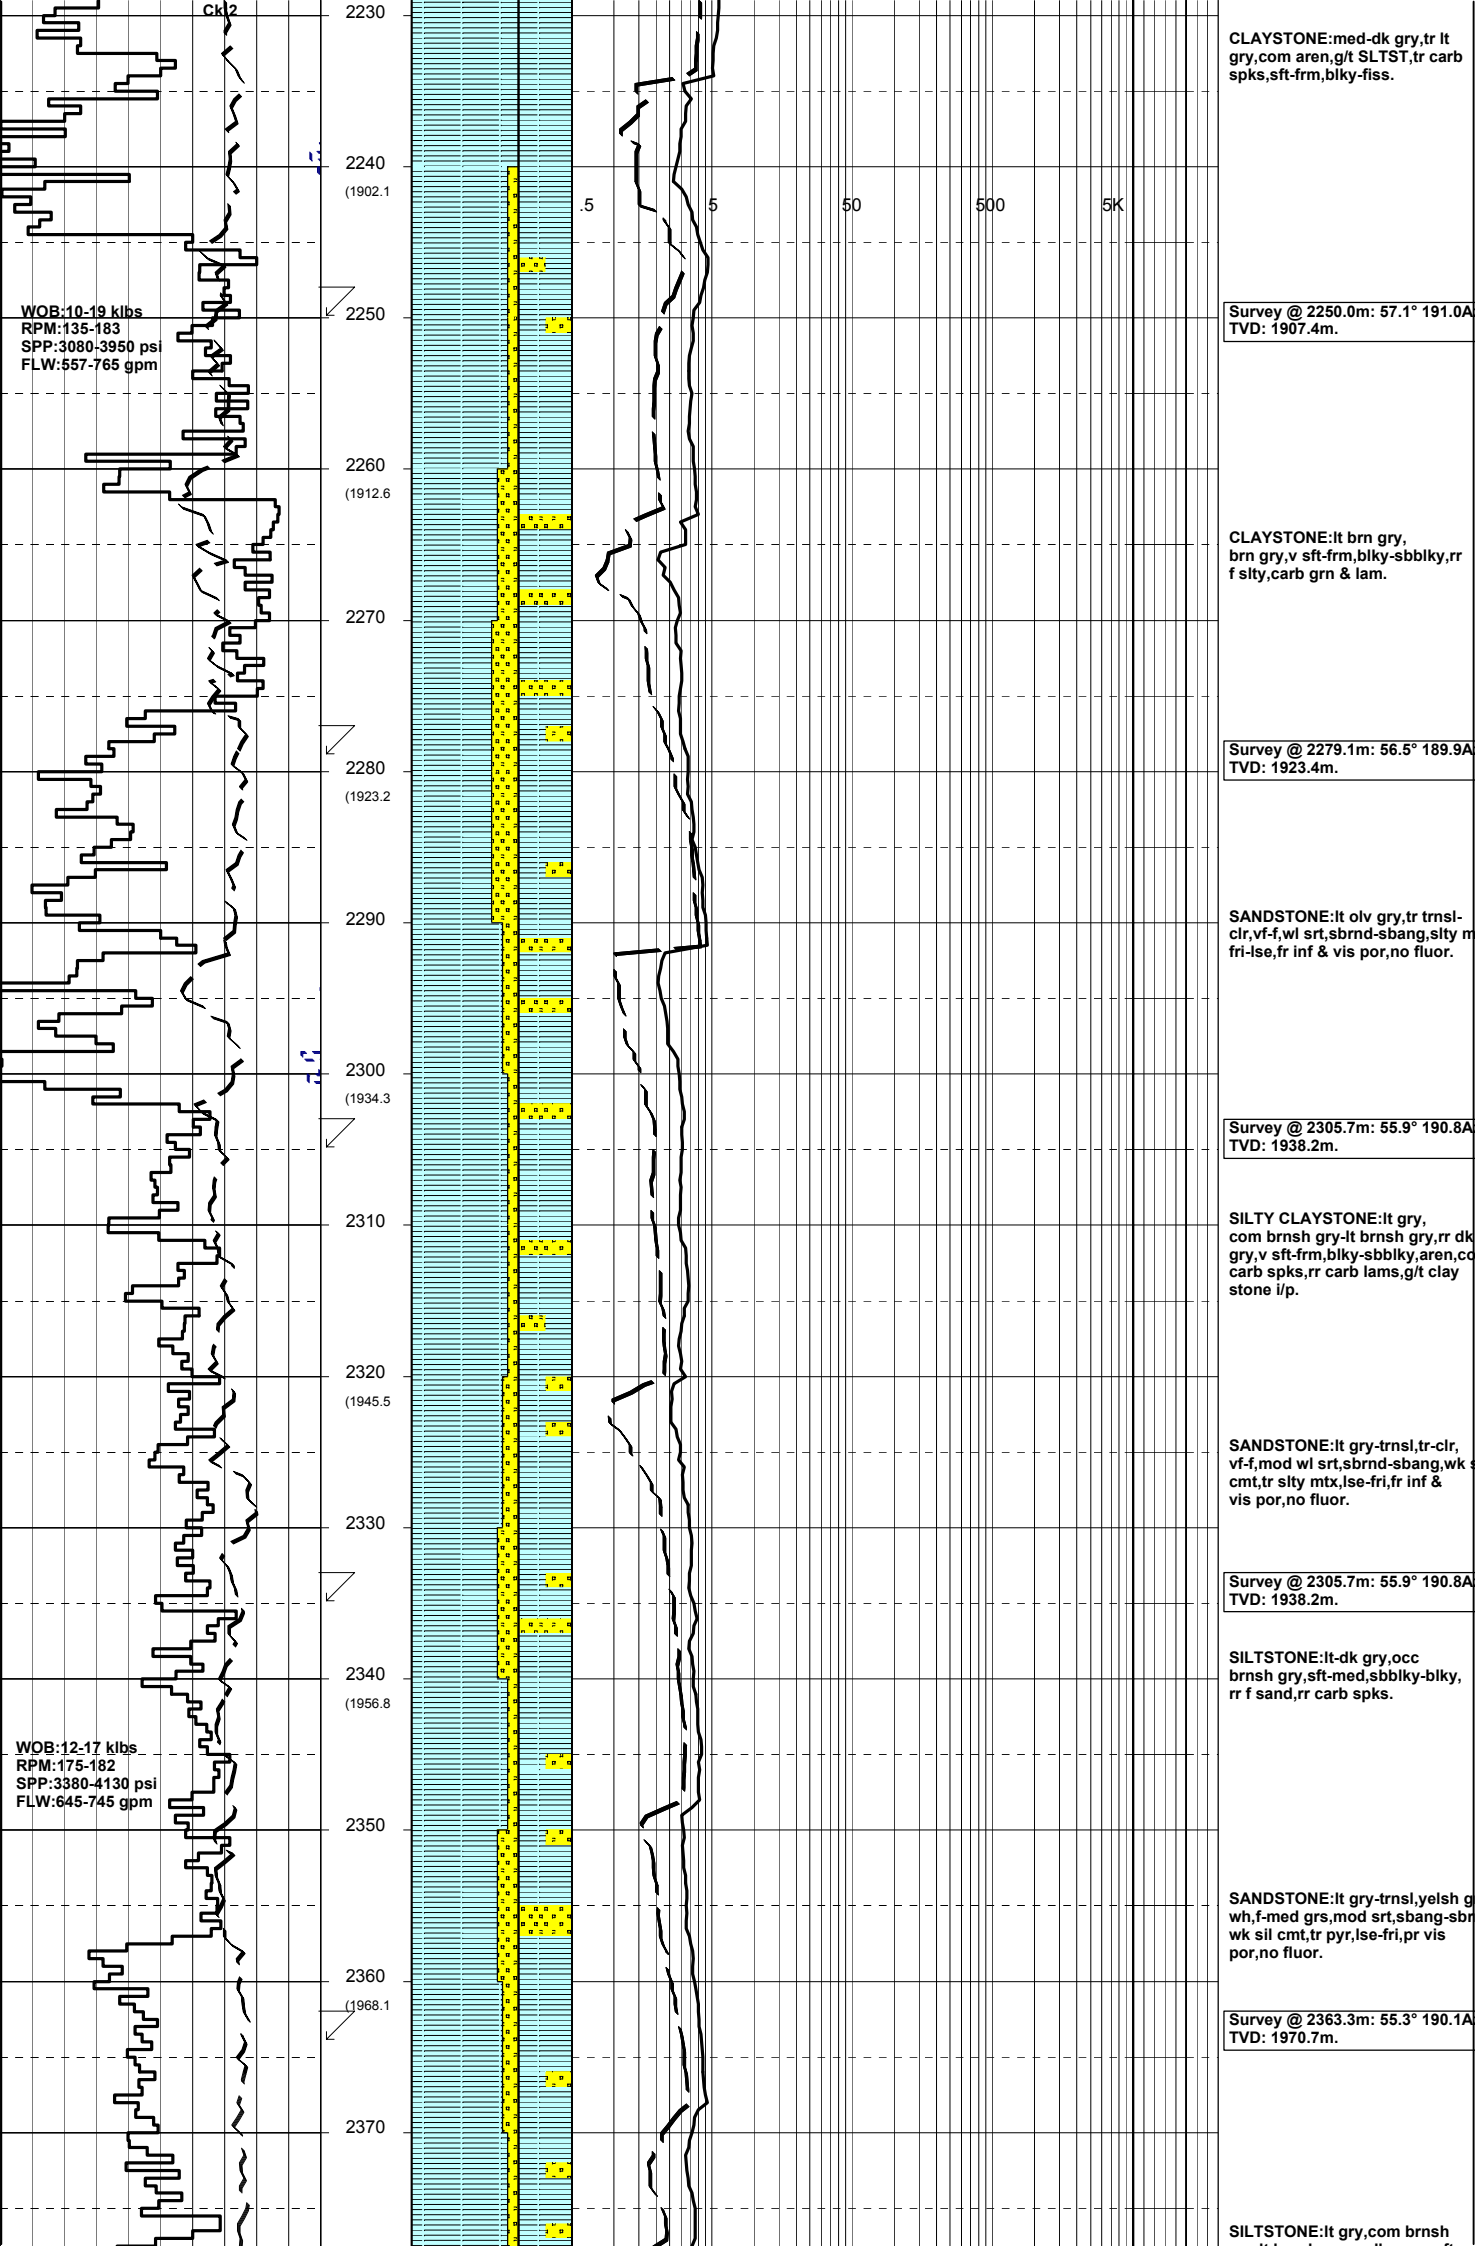 Ck 2
2230
CLAYSTONE:med-dk gry,tr lt
gry,com aren,g/t SLTST,tr carb
spks,sft-frm,blky-fiss.
2240
(1902.1
.5 5 50 500 5K
WOB:10-19 klbs
RPM:135-183
SPP:3080-3950 psi
FLW:557-765 gpm
2250
Survey @ 2250.0m: 57.1° 191.0A
TVD: 1907.4m.
2260
(1912.6
CLAYSTONE:lt brn gry,
brn gry,v sft-frm,blky-sbblky,rr
f slty,carb grn & lam.
2270
Survey @ 2279.1m: 56.5° 189.9A
TVD: 1923.4m.
2280
(1923.2
2290
SANDSTONE:lt olv gry,tr trnsl-
clr,vf-f,wl srt,sbrnd-sbang,slty m
fri-lse,fr inf & vis por,no fluor.
2300
(1934.3
Survey @ 2305.7m: 55.9° 190.8A
TVD: 1938.2m.
2310
SILTY CLAYSTONE:lt gry,
com brnsh gry-lt brnsh gry,rr dk
gry,v sft-frm,blky-sbblky,aren,co
carb spks,rr carb lams,g/t clay
stone i/p.
2320
(1945.5
SANDSTONE:lt gry-trnsl,tr-clr,
vf-f,mod wl srt,sbrnd-sbang,wk s
cmt,tr slty mtx,lse-fri,fr inf &
vis por,no fluor.
2330
Survey @ 2305.7m: 55.9° 190.8A
TVD: 1938.2m.
SILTSTONE:lt-dk gry,occ
brnsh gry,sft-med,sbblky-blky,
rr f sand,rr carb spks.
2340
(1956.8
WOB:12-17 klbs
RPM:175-182
SPP:3380-4130 psi
FLW:645-745 gpm
2350
SANDSTONE:lt gry-trnsl,yelsh g
wh,f-med grs,mod srt,sbang-sbr
wk sil cmt,tr pyr,lse-fri,pr vis
por,no fluor.
2360
(1968.1
Survey @ 2363.3m: 55.3° 190.1A
TVD: 1970.7m.
2370
SILTSTONE:lt gry,com brnsh